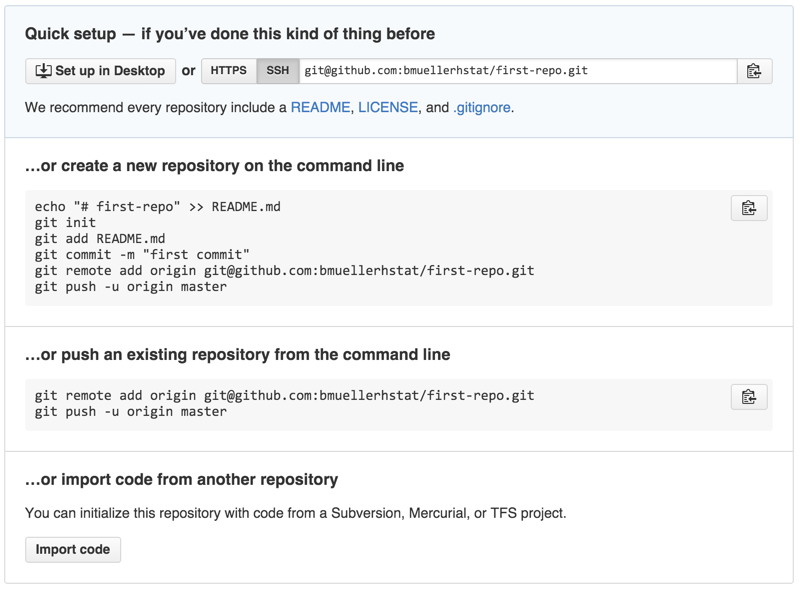 Quick setup — if you’ve done this kind of thing before
Set up in Desktop or HTTPS SSH git@github.com:bmuellerhstat/first-repo.git
We recommend every repository include a README, LICENSE, and .gitignore.
…or create a new repository on the command line
echo "# first-repo" >> README.md
git init
git add README.md
git commit -m "first commit"
git remote add origin git@github.com:bmuellerhstat/first-repo.git
git push -u origin master
…or push an existing repository from the command line
git remote add origin git@github.com:bmuellerhstat/first-repo.git
git push -u origin master
…or import code from another repository
You can initialize this repository with code from a Subversion, Mercurial, or TFS project.
Import code